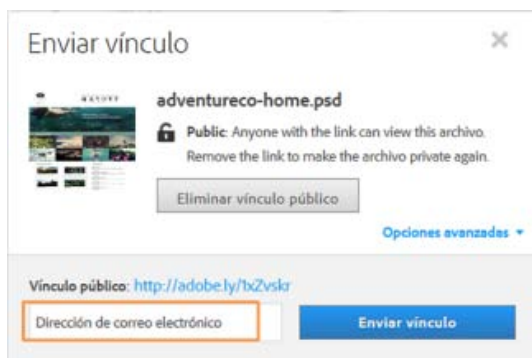 Enviar vínculo
adventureco-home.psd
Public: Anyone with the link can view this archivo.
Remove the link to make the archivo private again.
Eliminar vínculo público
Opciones avanzadas
Vínculo público: http://adobe.ly/1xZvskr
Dirección de correo electrónico
Enviar vínculo